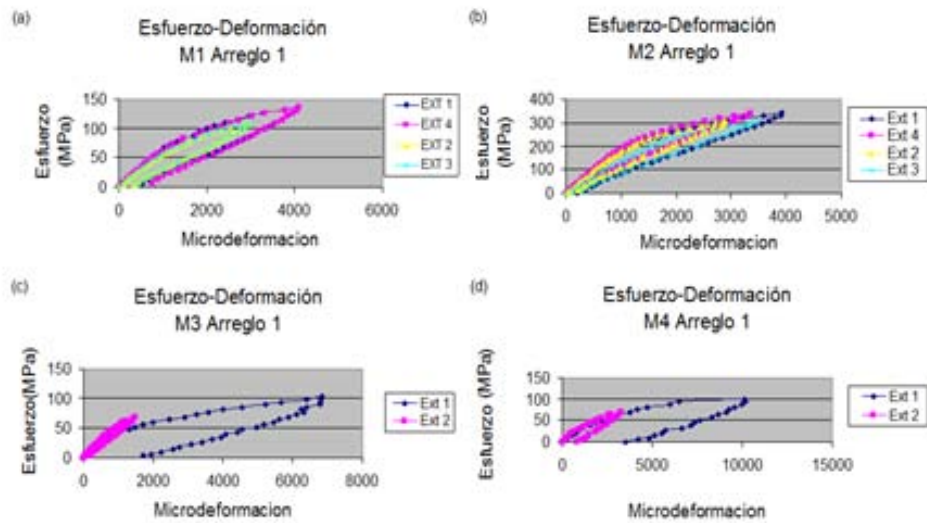 (a)
Esfuerzo-Deformación
M1 Arreglo 1
Esfuerzo
(MPa)
150
100
50
0
0 2000 4000 6000
Microdeformacion
EXT 1
EXT 4
EXT 2
EXT 3
(b)
Esfuerzo-Deformación
M2 Arreglo 1
Esfuerzo
(MPa)
400
300
200
100
0
0 1000 2000 3000 4000 5000
Microdeformacion
Ext 1
Ext 4
Ext 2
Ext 3
(c)
Esfuerzo-Deformación
M3 Arreglo 1
Esfuerzo(MPa)
150
100
50
0
0 2000 4000 6000 8000
Microdeformacion
Ext 1
Ext 2
(d)
Esfuerzo-Deformación
M4 Arreglo 1
Esfuerzo (MPa)
150
100
50
0
0 5000 10000 15000
Microdeformacion
Ext 1
Ext 2